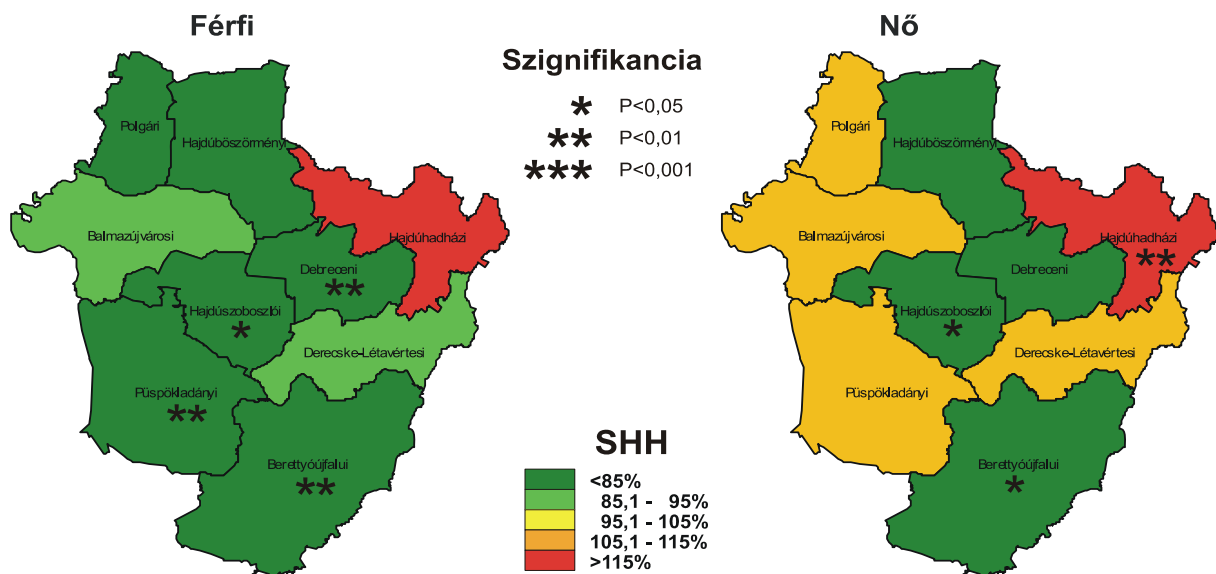 Férfi
Polgári
Hajdúböszörményi
Balmazújvárosi
Hajdúhadházi
Debreceni
**
Hajdúszoboszlói
*
Derecske-Létavértesi
Püspökladányi
**
Berettyóújfalui
**
Szignifikancia
* P<0,05
** P<0,01
*** P<0,001
SHH
<85%
85,1 - 95%
95,1 - 105%
105,1 - 115%
>115%
Nő
Polgári
Hajdúböszörményi
Balmazújvárosi
Hajdúhadházi
**
Debreceni
Hajdúszoboszlói
*
Derecske-Létavértesi
Püspökladányi
Berettyóújfalui
*